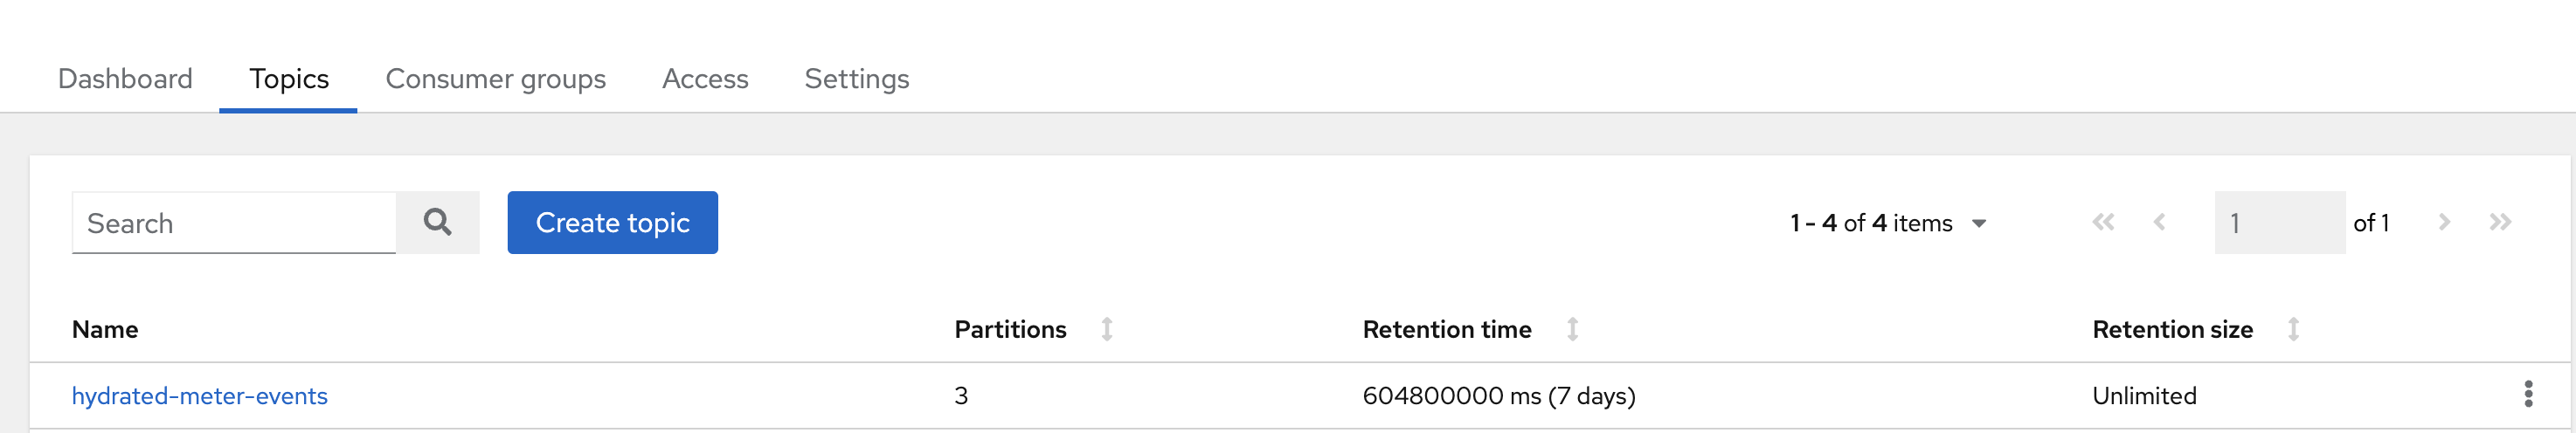 Dashboard Topics Consumer groups Access Settings
Search Create topic 1 - 4 of 4 items 1 of 1
Name Partitions Retention time Retention size
hydrated-meter-events 3 604800000 ms (7 days) Unlimited